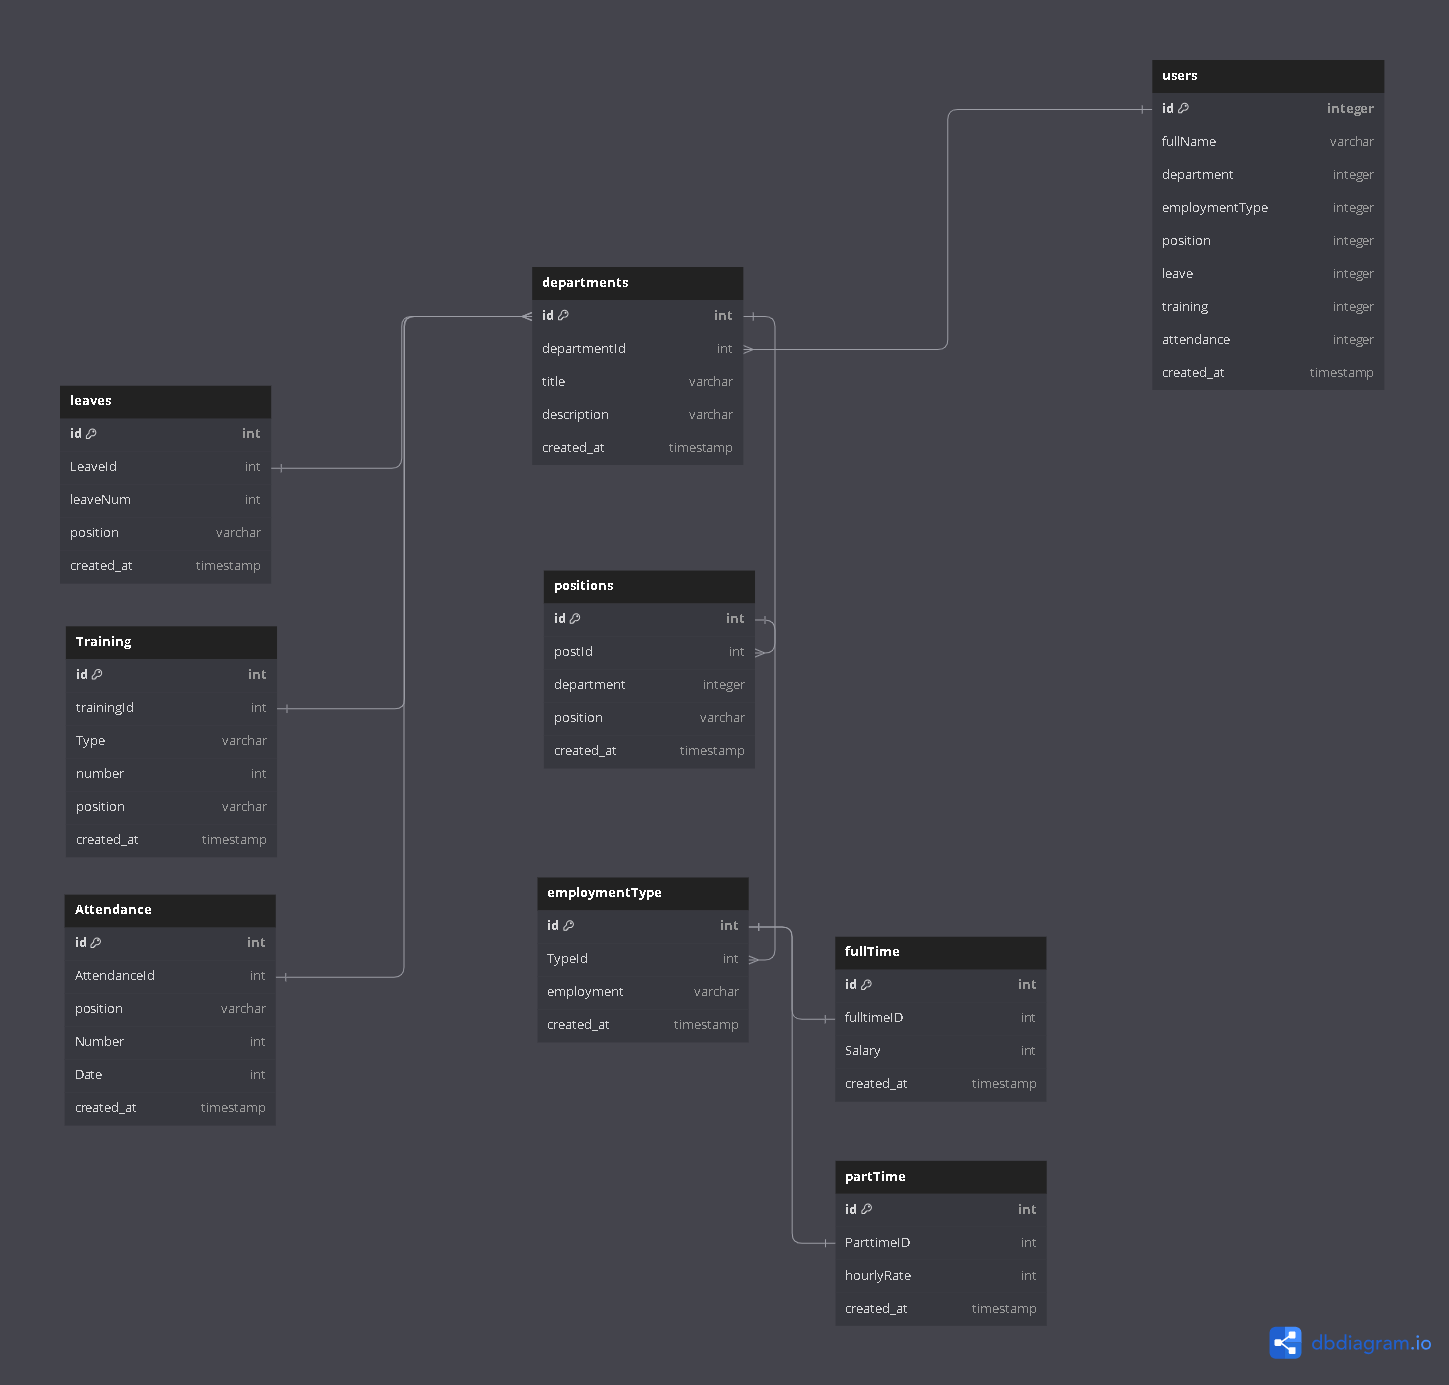 users
id integer
fullName varchar
department integer
employmentType integer
position integer
leave integer
training integer
attendance integer
created_at timestamp
departments
id int
departmentId int
title varchar
description varchar
created_at timestamp
leaves
id int
LeaveId int
leaveNum int
position varchar
created_at timestamp
positions
id int
postId int
department integer
position varchar
created_at timestamp
Training
id int
trainingId int
Type varchar
number int
position varchar
created_at timestamp
employmentType
id int
TypeId int
employment varchar
created_at timestamp
Attendance
id int
AttendanceId int
position varchar
Number int
Date int
created_at timestamp
fullTime
id int
fulltimeID int
Salary int
created_at timestamp
partTime
id int
ParttimeID int
hourlyRate int
created_at timestamp
dbdiagram.io